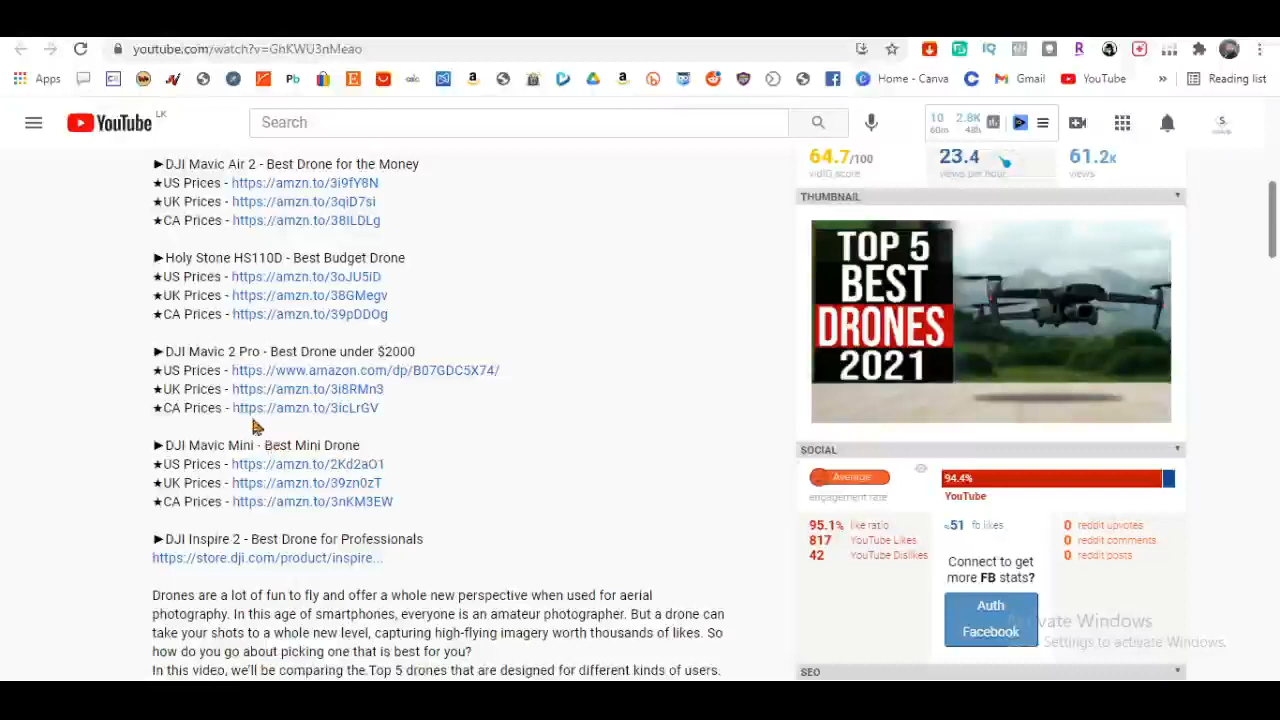 youtube.com/watch?v=GhKWU3nMeao
Apps
Pb
calc
Home - Canva
Gmail
YouTube
»
Reading list
YouTube LK
Search
10 60m
2.8K 48h
►DJI Mavic Air 2 - Best Drone for the Money
★US Prices - https://amzn.to/3i9fY8N
★UK Prices - https://amzn.to/3qiD7si
★CA Prices - https://amzn.to/38ILDLg
►Holy Stone HS110D - Best Budget Drone
★US Prices - https://amzn.to/3oJU5iD
★UK Prices - https://amzn.to/38GMegv
★CA Prices - https://amzn.to/39pDDOg
►DJI Mavic 2 Pro - Best Drone under $2000
★US Prices - https://www.amazon.com/dp/B07GDC5X74/
★UK Prices - https://amzn.to/3i8RMn3
★CA Prices - https://amzn.to/3icLrGV
►DJI Mavic Mini - Best Mini Drone
★US Prices - https://amzn.to/2Kd2aO1
★UK Prices - https://amzn.to/39zn0zT
★CA Prices - https://amzn.to/3nKM3EW
►DJI Inspire 2 - Best Drone for Professionals
https://store.dji.com/product/inspire...
Drones are a lot of fun to fly and offer a whole new perspective when used for aerial
photography. In this age of smartphones, everyone is an amateur photographer. But a drone can
take your shots to a whole new level, capturing high-flying imagery worth thousands of likes. So
how do you go about picking one that is best for you?
In this video, we'll be comparing the Top 5 drones that are designed for different kinds of users.
64.7/100
vidIQ score
23.4
views per hour
61.2K
views
THUMBNAIL
TOP 5
BEST
DRONES
2021
SOCIAL
Average
engagement rate
94.4%
YouTube
95.1% like ratio
817 YouTube Likes
42 YouTube Dislikes
≈51 fb likes
Connect to get
more FB stats?
Auth
Facebook
0 reddit upvotes
0 reddit comments
0 reddit posts
Activate Windows
Settings to activate Windows.
SEO